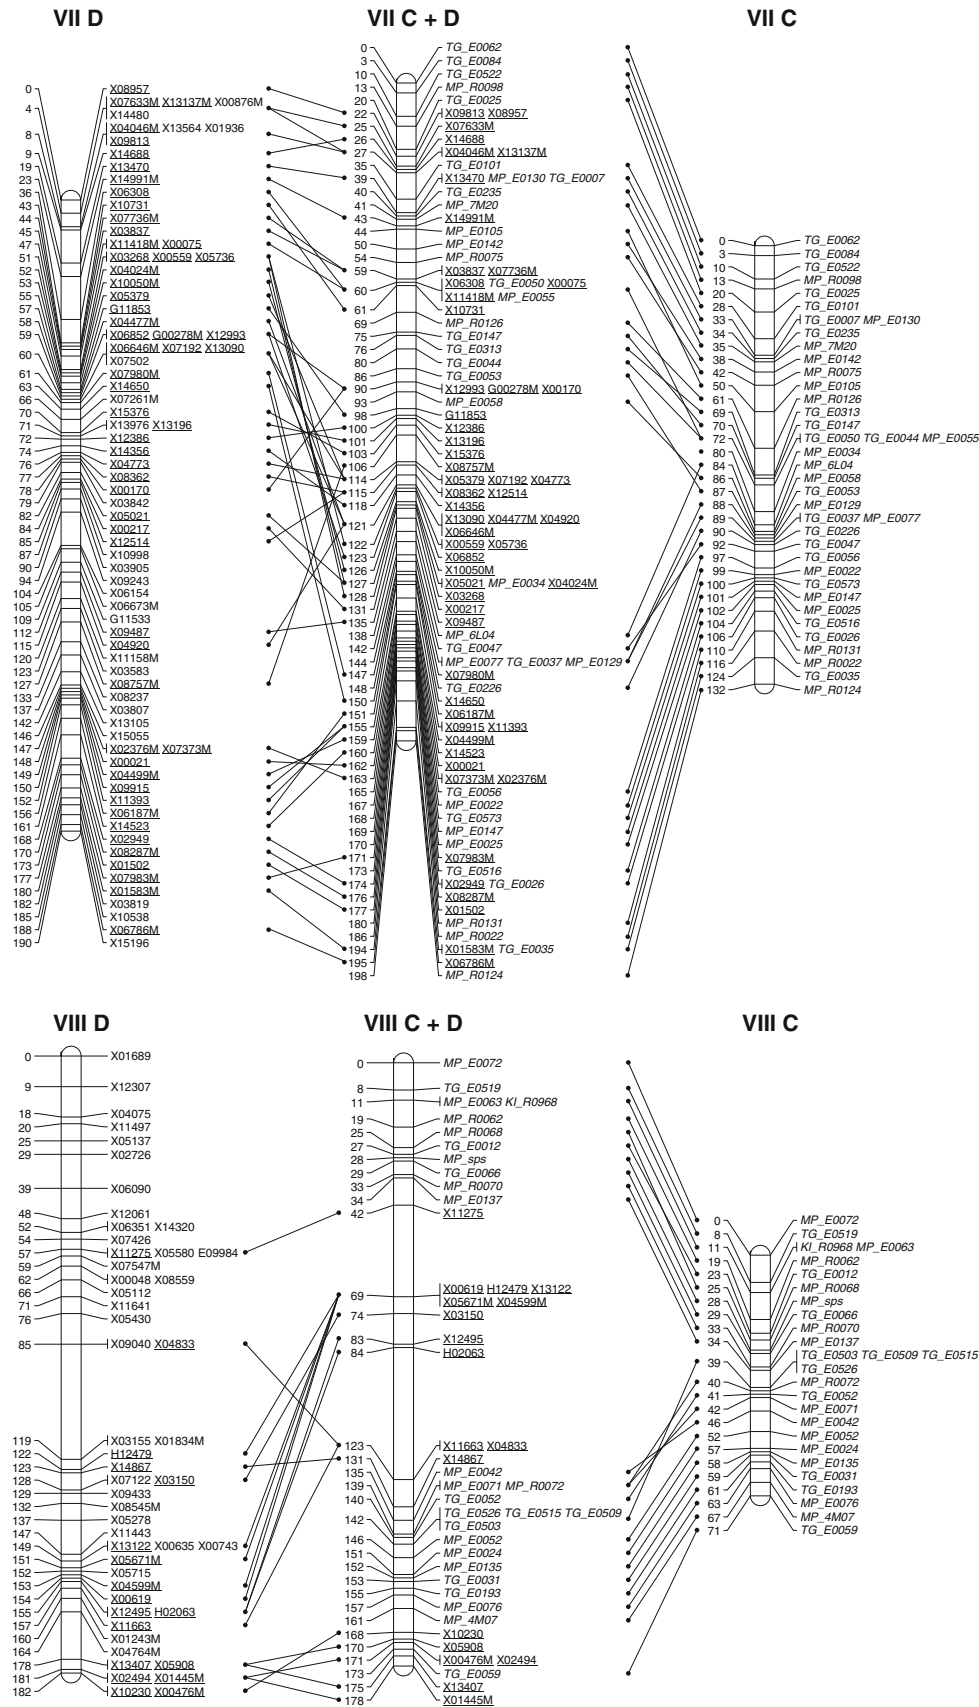 VII D
0 X08957
4 X07633M X13137M X00876M
X14480
8 X04046M X13564 X01936
X09813
9 X14688
19 X13470
23 X14991M
36 X06308
43 X10731
44 X07736M
45 X03837
47 X11418M X00075
51 X03268 X00559 X05736
52 X04024M
53 X10050M
55 X05379
57 G11853
58 X04477M
59 X06852 G00278M X12993
60 X06646M X07192 X13090
X07502
61 X07980M
63 X14650
66 X07261M
70 X15376
71 X13976 X13196
72 X12386
74 X14356
76 X04773
77 X08362
78 X00170
79 X03842
82 X05021
84 X00217
85 X12514
87 X10998
90 X03905
94 X09243
104 X06154
105 X06673M
109 G11533
112 X09487
115 X04920
120 X11158M
123 X03583
127 X08757M
133 X08237
137 X03807
142 X13105
146 X15055
147 X02376M X07373M
148 X00021
149 X04499M
150 X09915
152 X11393
156 X06187M
161 X14523
168 X02949
170 X08287M
173 X01502
177 X07983M
180 X01583M
182 X03819
185 X10538
188 X06786M
190 X15196
VII C + D
0 TG_E0062
3 TG_E0084
10 TG_E0522
13 MP_R0098
20 TG_E0025
22 X09813 X08957
25 X07633M
26 X14688
27 X04046M X13137M
35 TG_E0101
39 X13470 MP_E0130 TG_E0007
40 TG_E0235
41 MP_7M20
43 X14991M
44 MP_E0105
50 MP_E0142
54 MP_R0075
59 X03837 X07736M
60 X06308 TG_E0050 X00075
X11418M MP_E0055
61 X10731
69 MP_R0126
75 TG_E0147
76 TG_E0313
80 TG_E0044
86 TG_E0053
90 X12993 G00278M X00170
93 MP_E0058
98 G11853
100 X12386
101 X13196
103 X15376
106 X08757M
114 X05379 X07192 X04773
115 X08362 X12514
118 X14356
121 X13090 X04477M X04920
X06646M
122 X00559 X05736
123 X06852
126 X10050M
127 X05021 MP_E0034 X04024M
128 X03268
131 X00217
135 X09487
138 MP_6L04
142 TG_E0047
144 MP_E0077 TG_E0037 MP_E0129
147 X07980M
148 TG_E0226
150 X14650
151 X06187M
155 X09915 X11393
159 X04499M
160 X14523
162 X00021
163 X07373M X02376M
165 TG_E0056
167 MP_E0022
168 TG_E0573
169 MP_E0147
170 MP_E0025
171 X07983M
173 TG_E0516
174 X02949 TG_E0026
176 X08287M
177 X01502
180 MP_R0131
186 MP_R0022
194 X01583M TG_E0035
195 X06786M
198 MP_R0124
VII C
0 TG_E0062
3 TG_E0084
10 TG_E0522
13 MP_R0098
20 TG_E0025
28 TG_E0101
33 TG_E0007 MP_E0130
34 TG_E0235
35 MP_7M20
38 MP_E0142
42 MP_R0075
50 MP_E0105
61 MP_R0126
69 TG_E0313
70 TG_E0147
72 TG_E0050 TG_E0044 MP_E0055
80 MP_E0034
84 MP_6L04
86 MP_E0058
87 TG_E0053
88 MP_E0129
89 TG_E0037 MP_E0077
90 TG_E0226
92 TG_E0047
97 TG_E0056
99 MP_E0022
100 TG_E0573
101 MP_E0147
102 MP_E0025
104 TG_E0516
106 TG_E0026
110 MP_R0131
116 MP_R0022
124 TG_E0035
132 MP_R0124
VIII D
0 X01689
9 X12307
18 X04075
20 X11497
25 X05137
29 X02726
39 X06090
48 X12061
52 X06351 X14320
54 X07426
57 X11275 X05580 E09984
59 X07547M
62 X00048 X08559
66 X05112
71 X11641
76 X05430
85 X09040 X04833
119 X03155 X01834M
122 H12479
123 X14867
128 X07122 X03150
129 X09433
132 X08545M
137 X05278
147 X11443
149 X13122 X00635 X00743
151 X05671M
152 X05715
153 X04599M
154 X00619
155 X12495 H02063
157 X11663
160 X01243M
164 X04764M
178 X13407 X05908
181 X02494 X01445M
182 X10230 X00476M
VIII C + D
0 MP_E0072
8 TG_E0519
11 MP_E0063 KI_R0968
19 MP_R0062
25 MP_R0068
27 TG_E0012
28 MP_sps
29 TG_E0066
33 MP_R0070
34 MP_E0137
42 X11275
69 X00619 H12479 X13122
X05671M X04599M
74 X03150
83 X12495
84 H02063
123 X11663 X04833
131 X14867
135 MP_E0042
139 MP_E0071 MP_R0072
140 TG_E0052
142 TG_E0526 TG_E0515 TG_E0509
TG_E0503
146 MP_E0052
151 MP_E0024
152 MP_E0135
153 TG_E0031
155 TG_E0193
157 MP_E0076
161 MP_4M07
168 X10230
170 X05908
171 X00476M X02494
173 TG_E0059
175 X13407
178 X01445M
VIII C
0 MP_E0072
8 TG_E0519
11 KI_R0968 MP_E0063
19 MP_R0062
23 TG_E0012
25 MP_R0068
28 MP_sps
29 TG_E0066
33 MP_R0070
34 MP_E0137
39 TG_E0503 TG_E0509 TG_E0515
TG_E0526
40 MP_R0072
41 TG_E0052
42 MP_E0071
46 MP_E0042
52 MP_E0052
57 MP_E0024
58 MP_E0135
59 TG_E0031
61 TG_E0193
63 MP_E0076
67 MP_4M07
71 TG_E0059